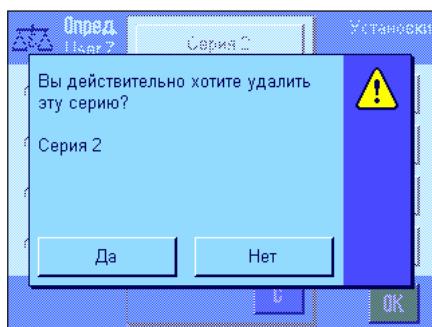 Опред.
User 7
Серия 2
Установки
Вы действительно хотите удалить
эту серию?
Серия 2
Да
Нет
C
OK